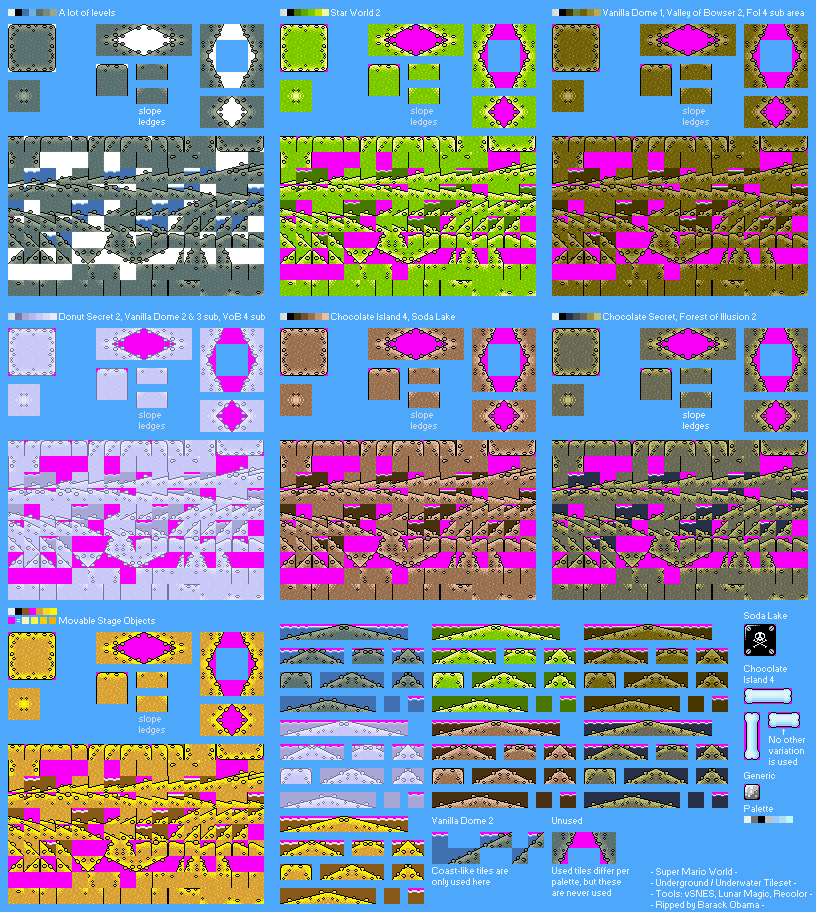 A lot of levels
Star World 2
Vanilla Dome 1, Valley of Bowser 2, FoI 4 sub area
slope
ledges
slope
ledges
slope
ledges
Donut Secret 2, Vanilla Dome 2 & 3 sub, VoB 4 sub
Chocolate Island 4, Soda Lake
Chocolate Secret, Forest of Illusion 2
slope
ledges
slope
ledges
slope
ledges
Movable Stage Objects
slope
ledges
Soda Lake
Chocolate
Island 4
No other
variation
is used
Generic
Palette
Vanilla Dome 2
Coast-like tiles are
only used here
Unused
Used tiles differ per
palette, but these
are never used
- Super Mario World -
- Underground / Underwater Tileset -
- Tools: vSNES, Lunar Magic, Recolor -
- Ripped by Barack Obama -